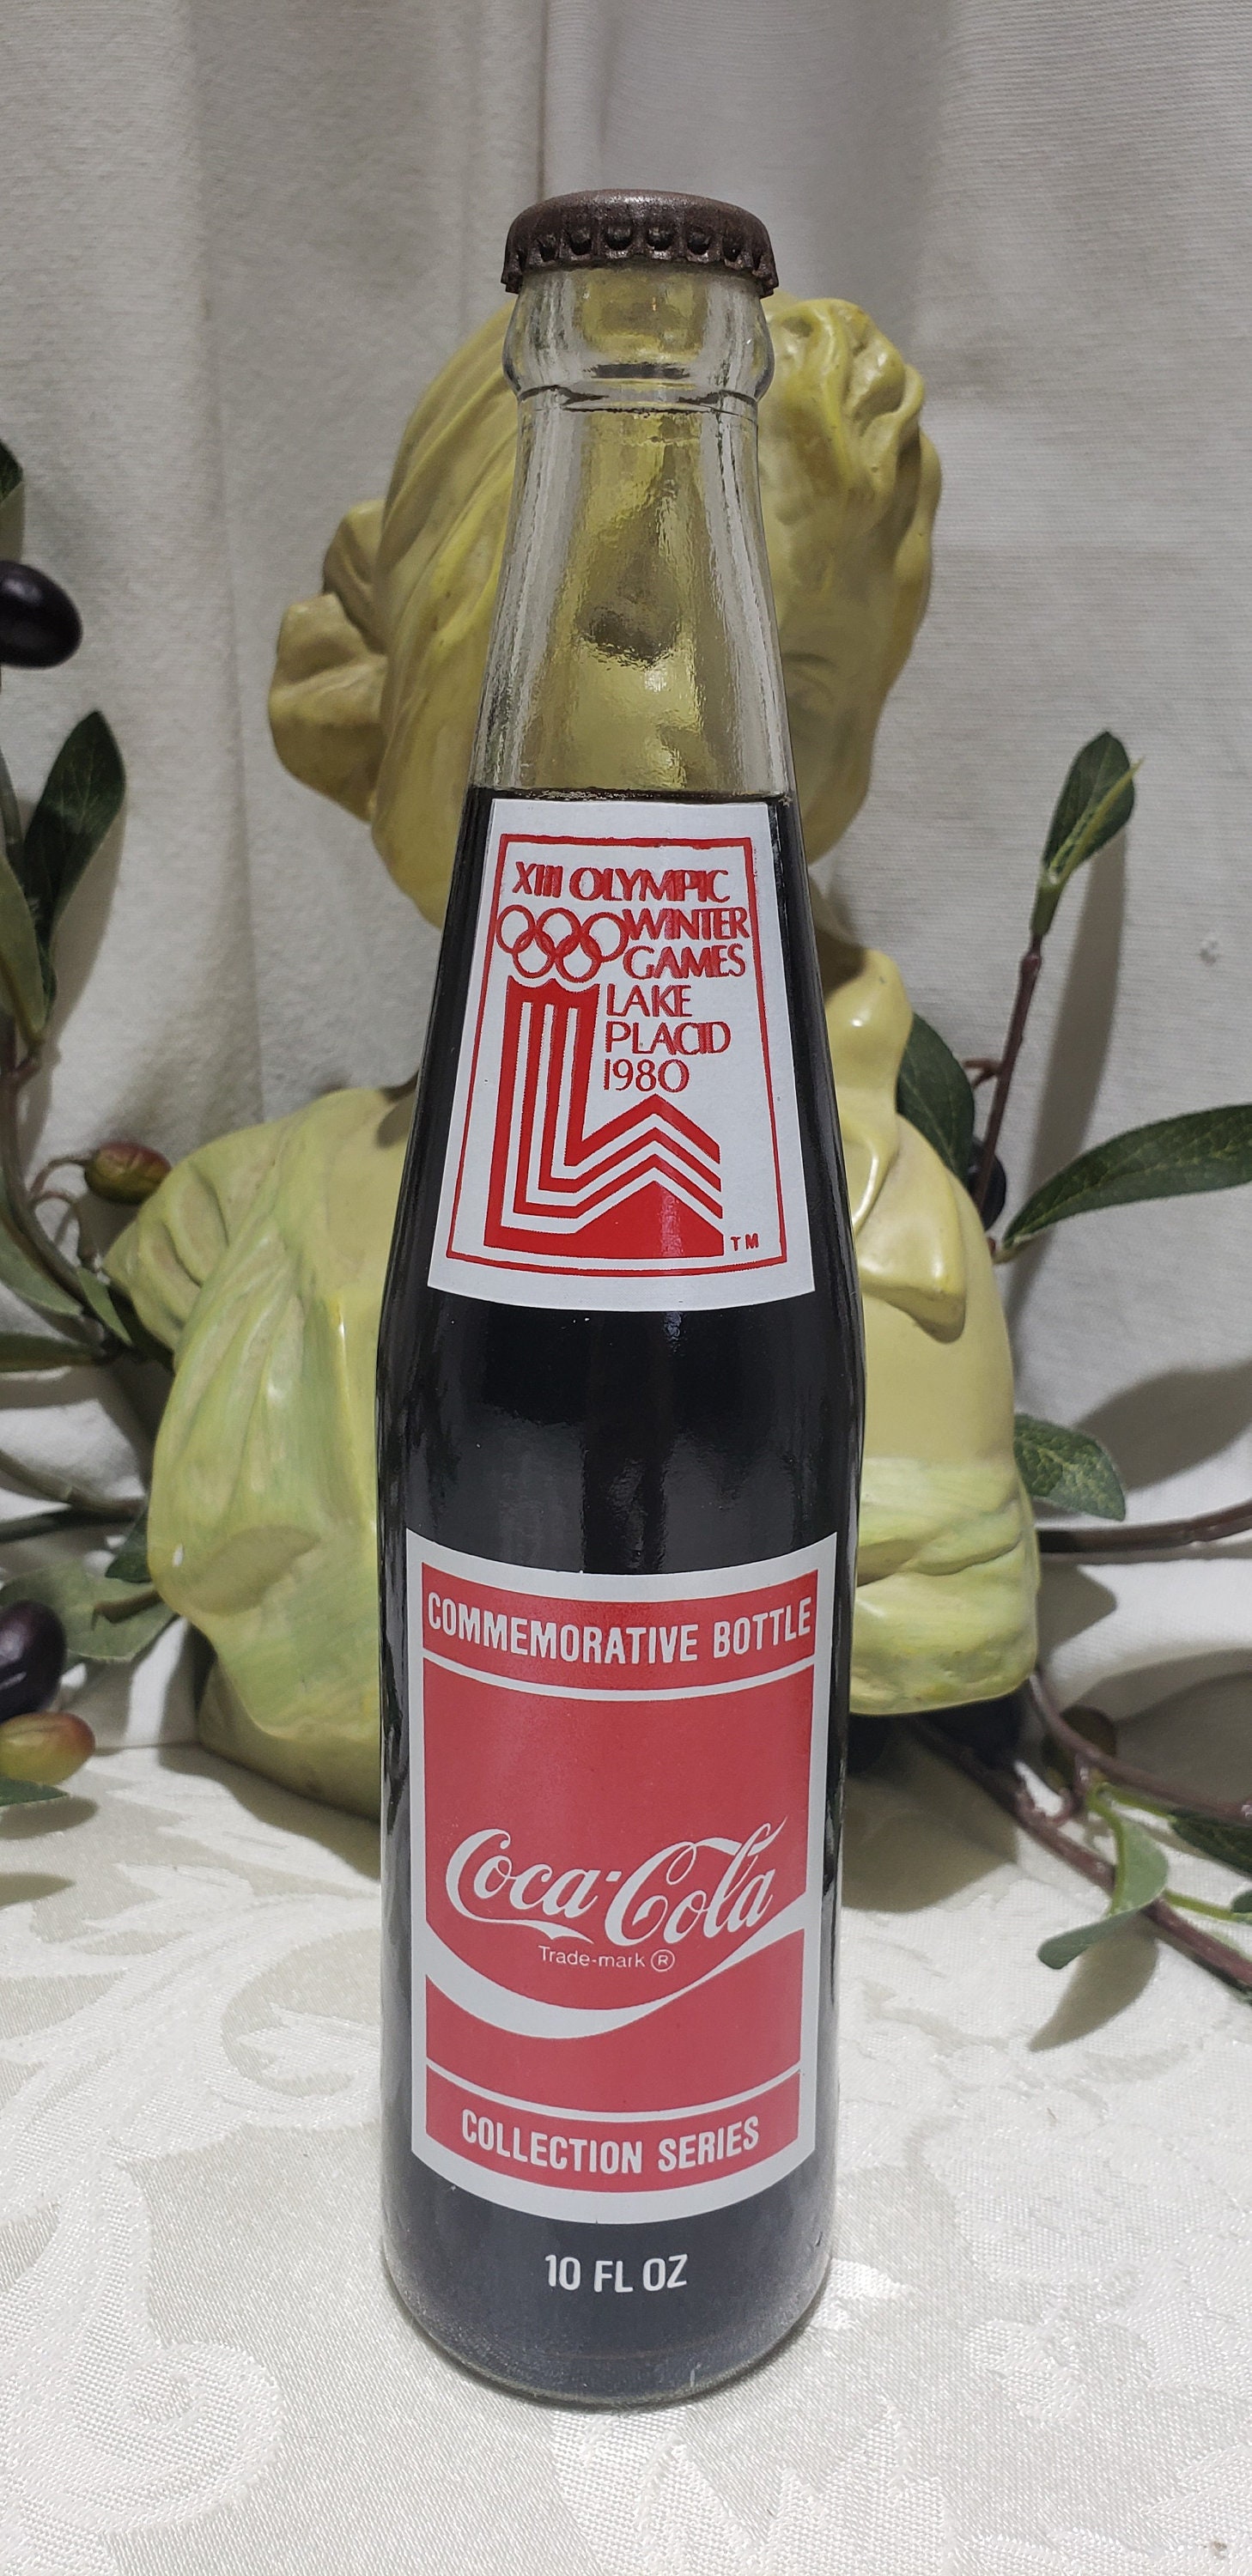 XIII OLYMPIC
WINTER
GAMES
LAKE
PLACID
1980
TM
COMMEMORATIVE BOTTLE
Coca-Cola
Trade-mark ®
COLLECTION SERIES
10 FL OZ